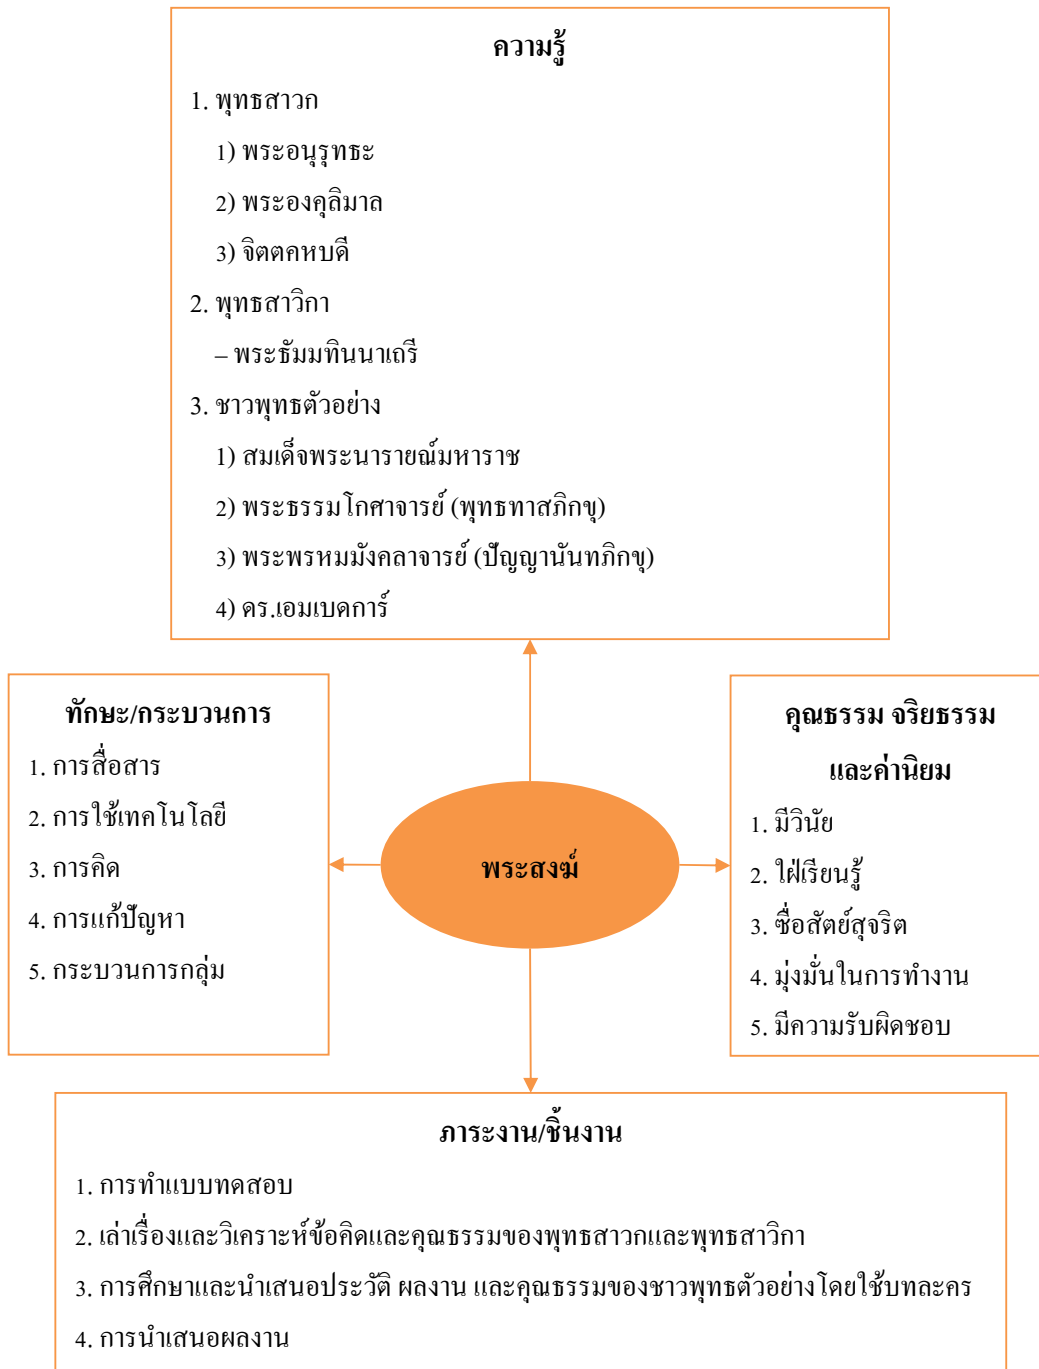 ความรู้
1. พุทธสาวก
1) พระอนุรุทธะ
2) พระองคุลิมาล
3) จิตตคหบดี
2. พุทธสาวิกา
– พระธัมมทินนาเถรี
3. ชาวพุทธตัวอย่าง
1) สมเด็จพระนารายณ์มหาราช
2) พระธรรมโกศาจารย์ (พุทธทาสภิกขุ)
3) พระพรหมมังคลาจารย์ (ปัญญานันทภิกขุ)
4) ดร.เอมเบดการ์
ทักษะ/กระบวนการ
1. การสื่อสาร
2. การใช้เทคโนโลยี
3. การคิด
4. การแก้ปัญหา
5. กระบวนการกลุ่ม
พระสงฆ์
คุณธรรม จริยธรรม
และค่านิยม
1. มีวินัย
2. ใฝ่เรียนรู้
3. ซื่อสัตย์สุจริต
4. มุ่งมั่นในการทำงาน
5. มีความรับผิดชอบ
ภาระงาน/ชิ้นงาน
1. การทำแบบทดสอบ
2. เล่าเรื่องและวิเคราะห์ข้อคิดและคุณธรรมของพุทธสาวกและพุทธสาวิกา
3. การศึกษาและนำเสนอประวัติ ผลงาน และคุณธรรมของชาวพุทธตัวอย่างโดยใช้บทละคร
4. การนำเสนอผลงาน